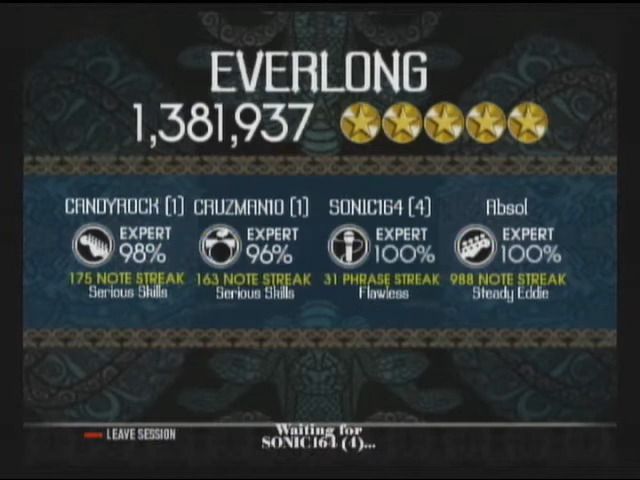 EVERLONG
1,381,937
CANDYROCK (1) CRUZMAN10 (1) SONIC164 (4) Absol
EXPERT EXPERT EXPERT EXPERT
98% 96% 100% 100%
175 NOTE STREAK 163 NOTE STREAK 31 PHRASE STREAK 988 NOTE STREAK
Serious Skills Serious Skills Flawless Steady Eddie
LEAVE SESSION
Waiting for
SONIC164 (4)...